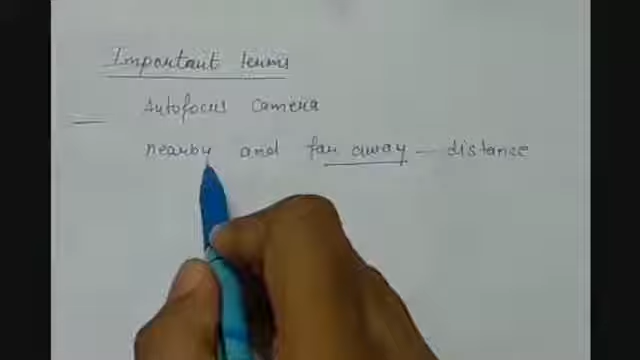 Important terms
Autofocus camera
nearby and far away - distance